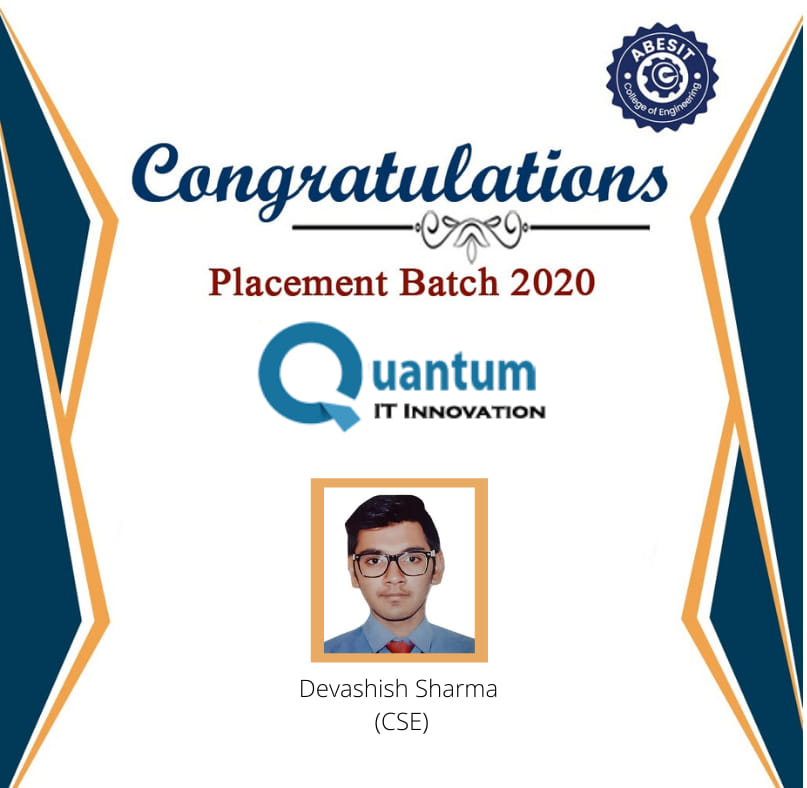 ABESIT
College of Engineering
Congratulations
Placement Batch 2020
Quantum
IT INNOVATION
Devashish Sharma
(CSE)